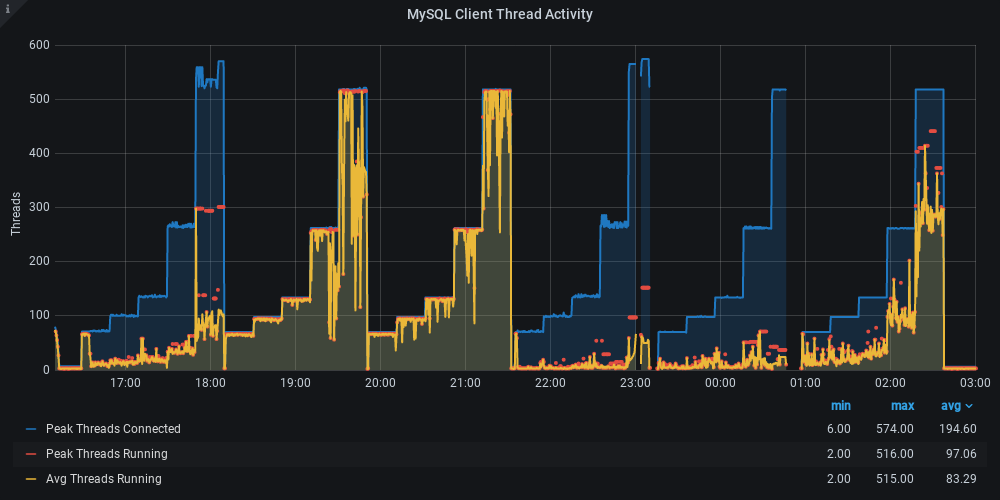 i
MySQL Client Thread Activity
Threads
600
500
400
300
200
100
0
17:00 18:00 19:00 20:00 21:00 22:00 23:00 00:00 01:00 02:00 03:00
min max avg
Peak Threads Connected 6.00 574.00 194.60
Peak Threads Running 2.00 516.00 97.06
Avg Threads Running 2.00 515.00 83.29